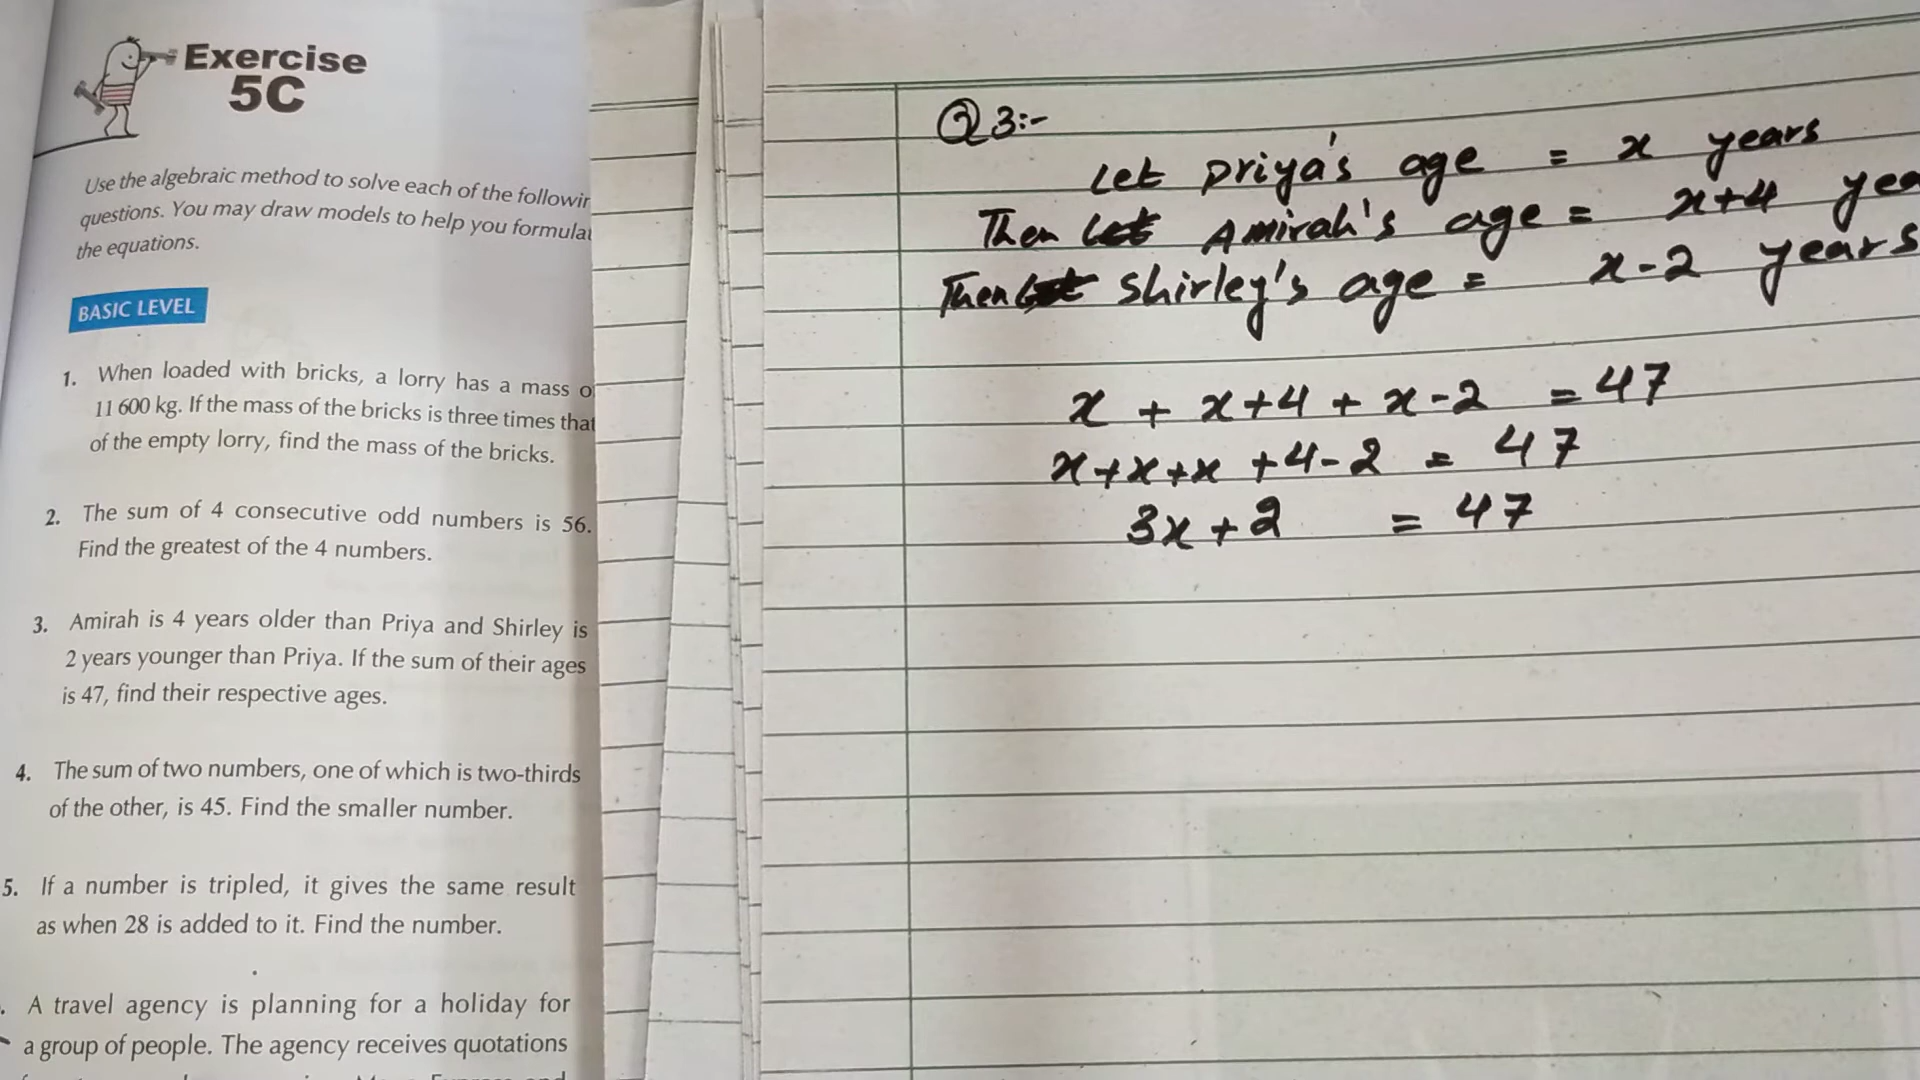 Exercise
5C
Use the algebraic method to solve each of the followin
questions. You may draw models to help you formula
the equations.
BASIC LEVEL
1. When loaded with bricks, a lorry has a mass o
11 600 kg. If the mass of the bricks is three times that
of the empty lorry, find the mass of the bricks.
2. The sum of 4 consecutive odd numbers is 56.
Find the greatest of the 4 numbers.
3. Amirah is 4 years older than Priya and Shirley is
2 years younger than Priya. If the sum of their ages
is 47, find their respective ages.
4. The sum of two numbers, one of which is two-thirds
of the other, is 45. Find the smaller number.
5. If a number is tripled, it gives the same result
as when 28 is added to it. Find the number.
. A travel agency is planning for a holiday for
a group of people. The agency receives quotations
Q 3:-
Let Priya's age = x years
Then Let Amirah's age = x+4 yea
Then Let Shirley's age = x-2 years
x + x+4 + x-2 = 47
x+x+x +4-2 = 47
3x+2 = 47